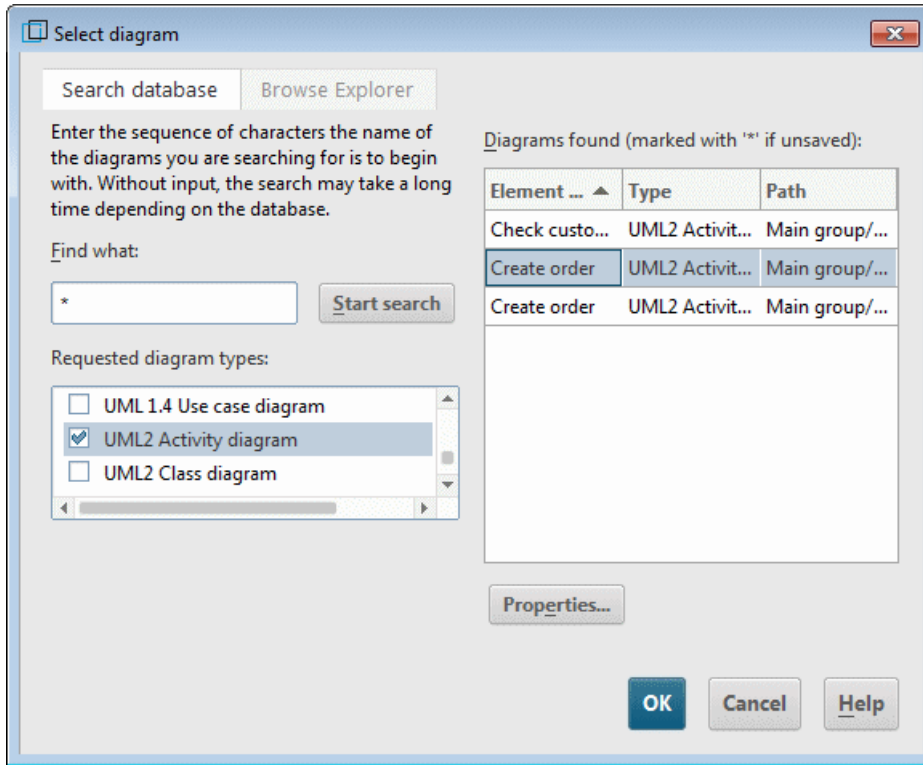 Select diagram
Search database
Browse Explorer
Enter the sequence of characters the name of
the diagrams you are searching for is to begin
with. Without input, the search may take a long
time depending on the database.
Find what:
*
Start search
Requested diagram types:
UML 1.4 Use case diagram
UML2 Activity diagram
UML2 Class diagram
Diagrams found (marked with '*' if unsaved):
Element ... Type Path
Check custo... UML2 Activit... Main group/...
Create order UML2 Activit... Main group/...
Create order UML2 Activit... Main group/...
Properties...
OK Cancel Help